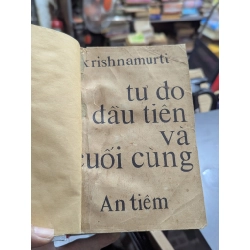 krishnamurti
tự do
đầu tiên
và
cuối cùng
An tiêm